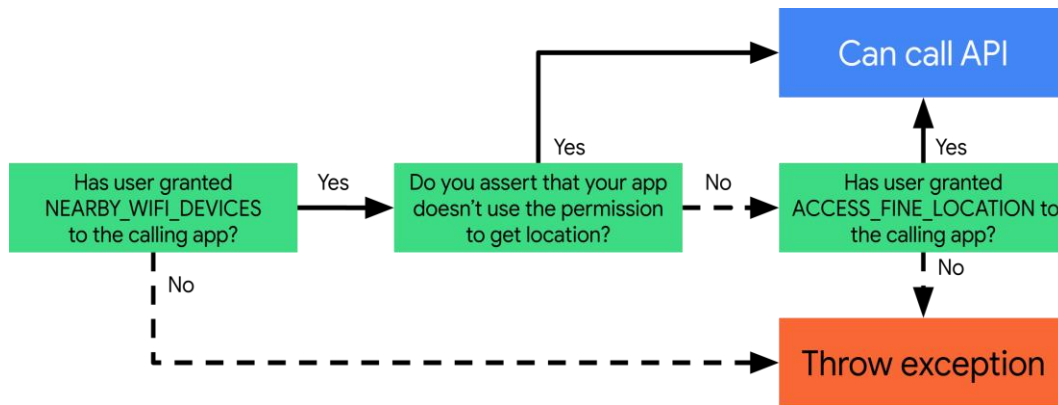 Can call API
Yes
Yes
Has user granted
NEARBY_WIFI_DEVICES
to the calling app?
Yes
Do you assert that your app
doesn't use the permission
to get location?
No
Has user granted
ACCESS_FINE_LOCATION to
the calling app?
No
No
Throw exception